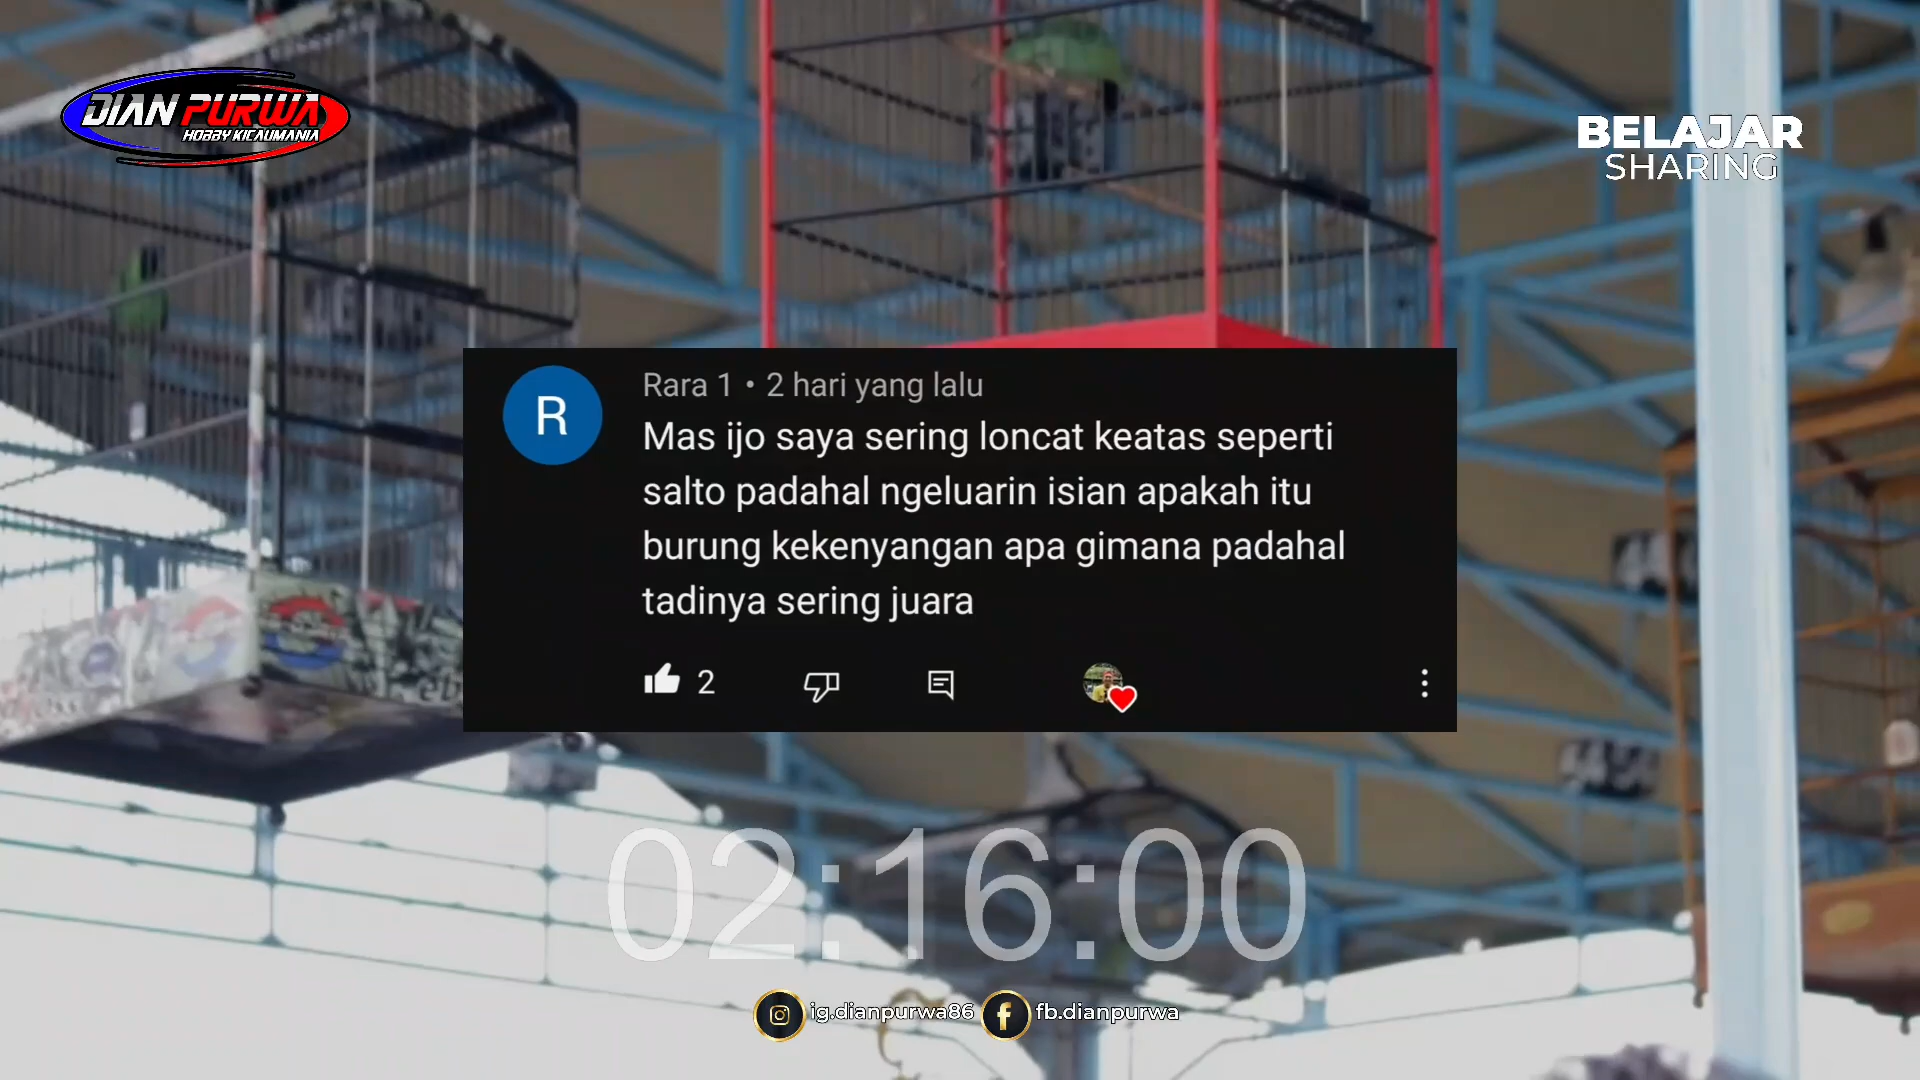 DIAN PURWA
HOBBY KICAUMANIA
BELAJAR
SHARING
R
Rara 1 • 2 hari yang lalu
Mas ijo saya sering loncat keatas seperti
salto padahal ngeluarin isian apakah itu
burung kekenyangan apa gimana padahal
tadinya sering juara
2
02:16:00
ig.dianpurwa86
fb.dianpurwa